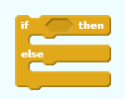 if then
else